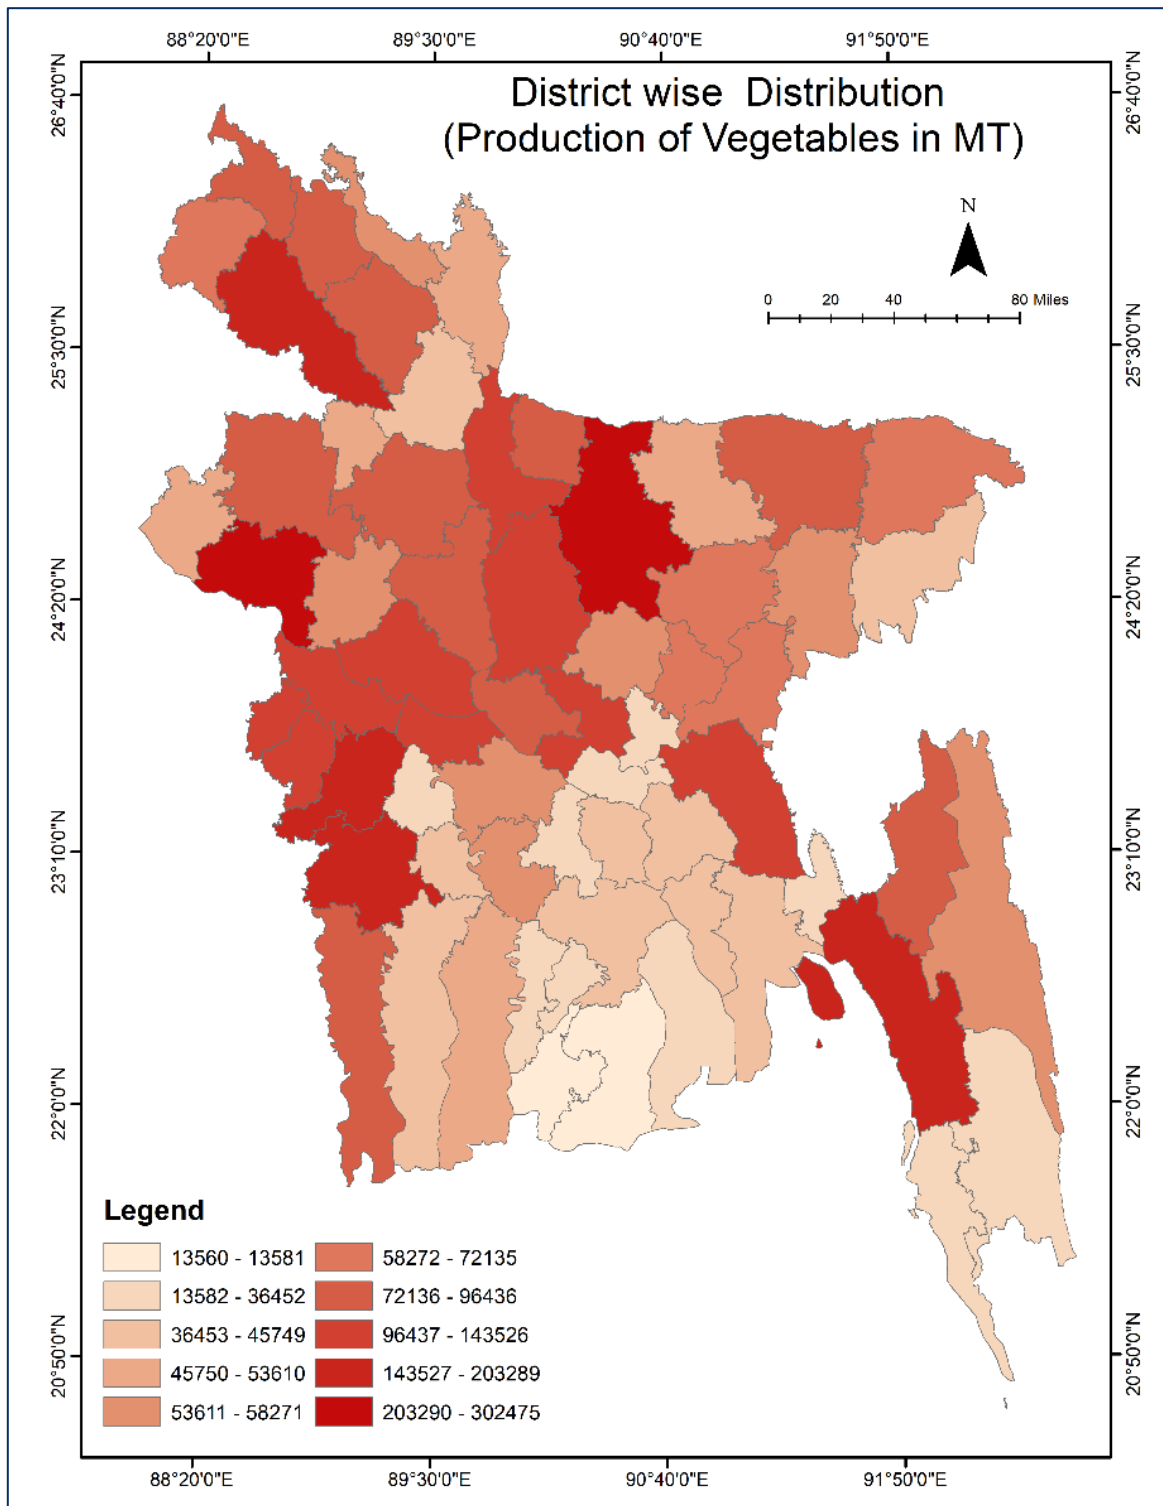 88°20'0"E 89°30'0"E 90°40'0"E 91°50'0"E
District wise Distribution
(Production of Vegetables in MT)
N
0 20 40 80 Miles
26°40'0"N 26°40'0"N
25°30'0"N 25°30'0"N
24°20'0"N 24°20'0"N
23°10'0"N 23°10'0"N
22°0'0"N 22°0'0"N
20°50'0"N 20°50'0"N
Legend
13560 - 13581 58272 - 72135
13582 - 36452 72136 - 96436
36453 - 45749 96437 - 143526
45750 - 53610 143527 - 203289
53611 - 58271 203290 - 302475
88°20'0"E 89°30'0"E 90°40'0"E 91°50'0"E